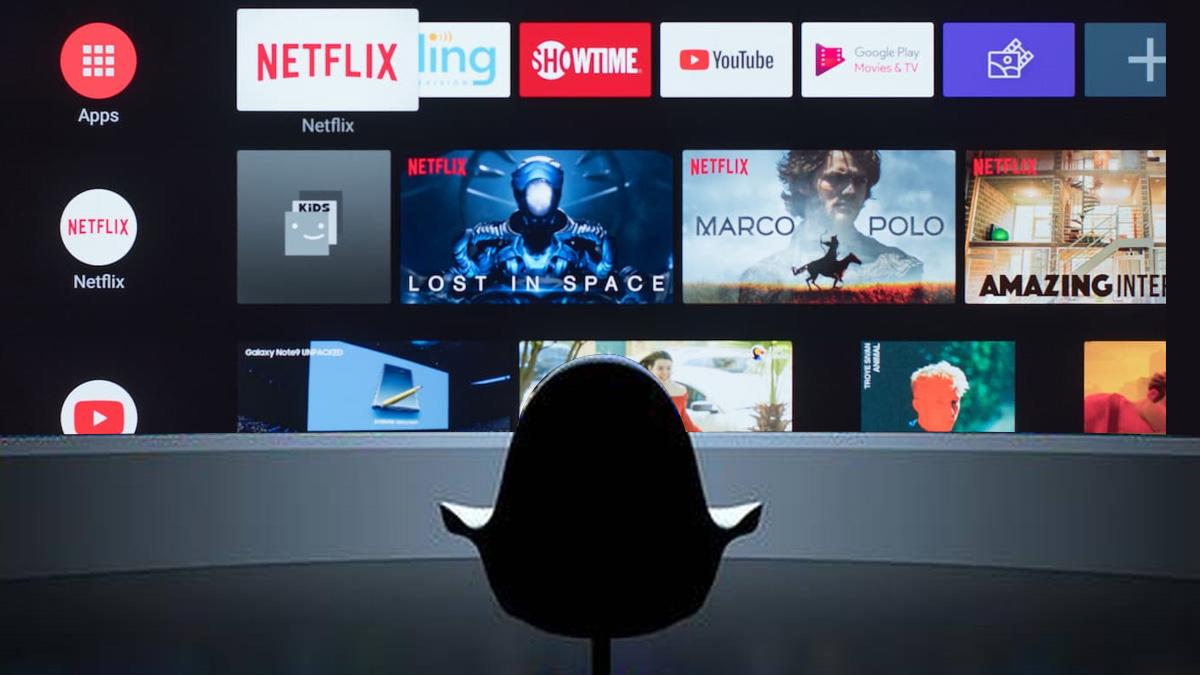 NETFLIX
ling
SHOWTIME
YouTube
Google Play
Movies & TV
Apps
Netflix
NETFLIX
Netflix
KiDS
NETFLIX
LOST IN SPACE
NETFLIX
MARCO POLO
NETFLIX
AMAZING INTE
Galaxy Note9 UNPACKED
TROYE SIVAN
ANIMAL